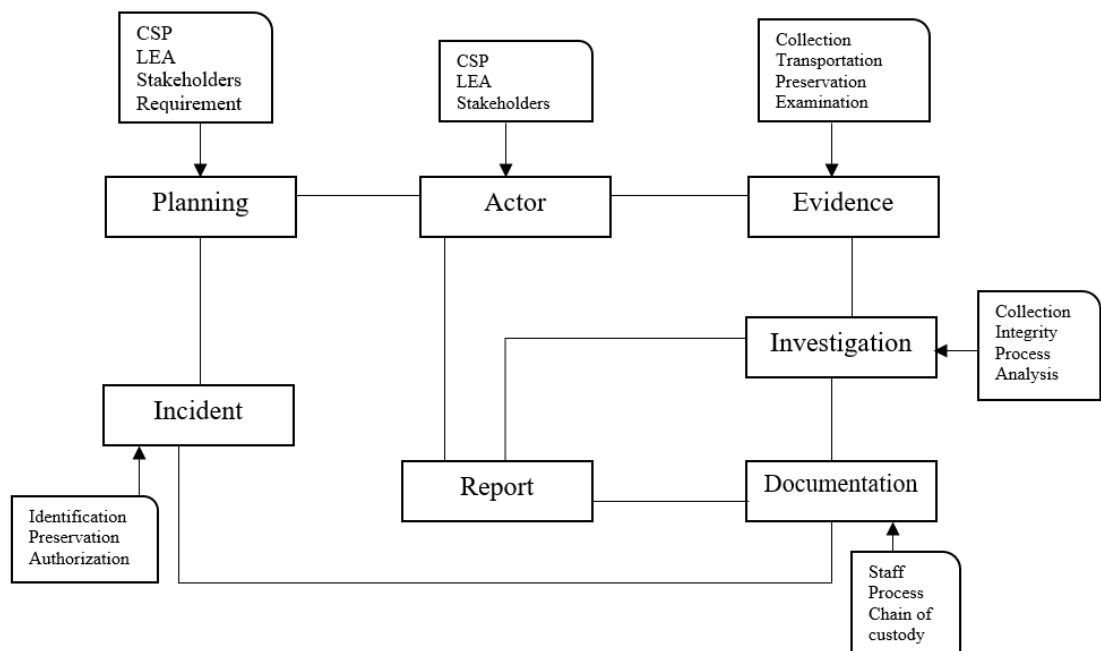 CSP
LEA
Stakeholders
Requirement
CSP
LEA
Stakeholders
Collection
Transportation
Preservation
Examination
Planning
Actor
Evidence
Investigation
Collection
Integrity
Process
Analysis
Incident
Report
Documentation
Identification
Preservation
Authorization
Staff
Process
Chain of
custody